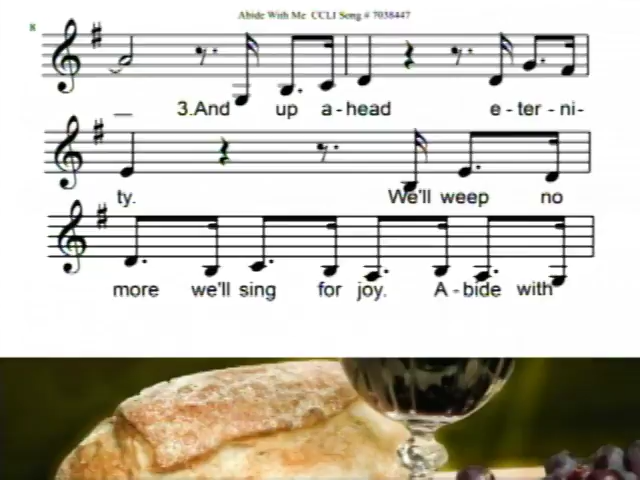 Abide With Me CCLI Song # 7038447
8
__ 3.And up a-head e-ter-ni-
ty. We'll weep no
more we'll sing for joy. A-bide with